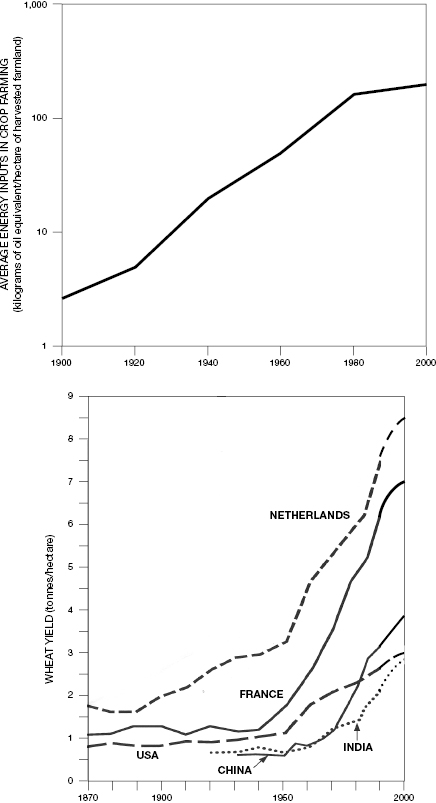 AVERAGE ENERGY INPUTS IN CROP FARMING
(kilograms of oil equivalent/hectare of harvested farmland)
1,000
100
10
1
1900 1920 1940 1960 1980 2000
WHEAT YIELD (tonnes/hectare)
9
8
7
6
5
4
3
2
1
0
NETHERLANDS
FRANCE
USA
INDIA
CHINA
1870 1900 1950 2000